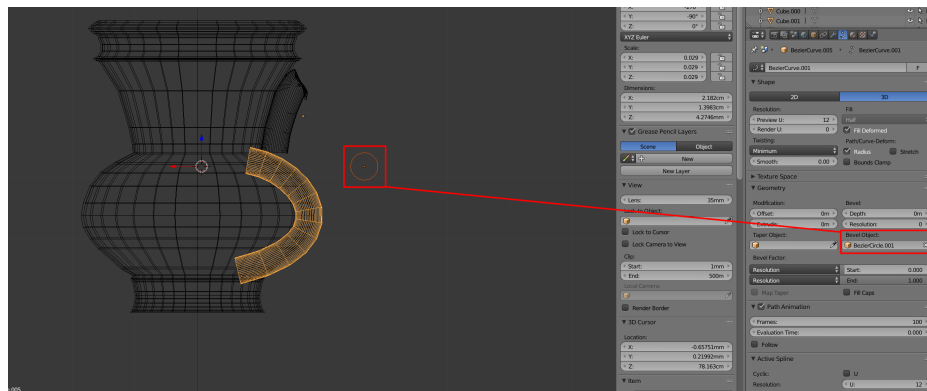 Cube.000
Cube.001
-90°
Y:
Z:
0°
XYZ Euler
Scale:
X:
0.029
Y:
0.029
Z:
0.029
Dimensions:
X:
2.182cm
Y:
1.3983cm
Z:
4.2746mm
Grease Pencil Layers
Scene
Object
New
New Layer
View
Lens:
35mm
Lock to Object:
Lock to Cursor
Lock Camera to View
Clip:
Start:
1mm
End:
500m
Local Camera:
Render Border
3D Cursor
Location:
X:
-0.65751mm
Y:
0.21992mm
Z:
78.163cm
Item
BezierCurve.005
BezierCurve.001
BezierCurve.001
F
Shape
2D
3D
Resolution:
Fill:
Preview U:
12
Half
Render U:
0
Fill Deformed
Twisting:
Path/Curve-Deform:
Minimum
Radius
Stretch
Smooth:
0.00
Bounds Clamp
Texture Space
Geometry
Modification:
Bevel:
Offset:
0m
Depth:
0m
Extrude:
0m
Resolution:
0
Taper Object:
Bevel Object:
BezierCircle.001
Bevel Factor:
Resolution
Start:
0.000
Resolution
End:
1.000
Map Taper
Fill Caps
Path Animation
Frames:
100
Evaluation Time:
0.000
Follow
Active Spline
Cyclic:
U
Resolution:
U:
12